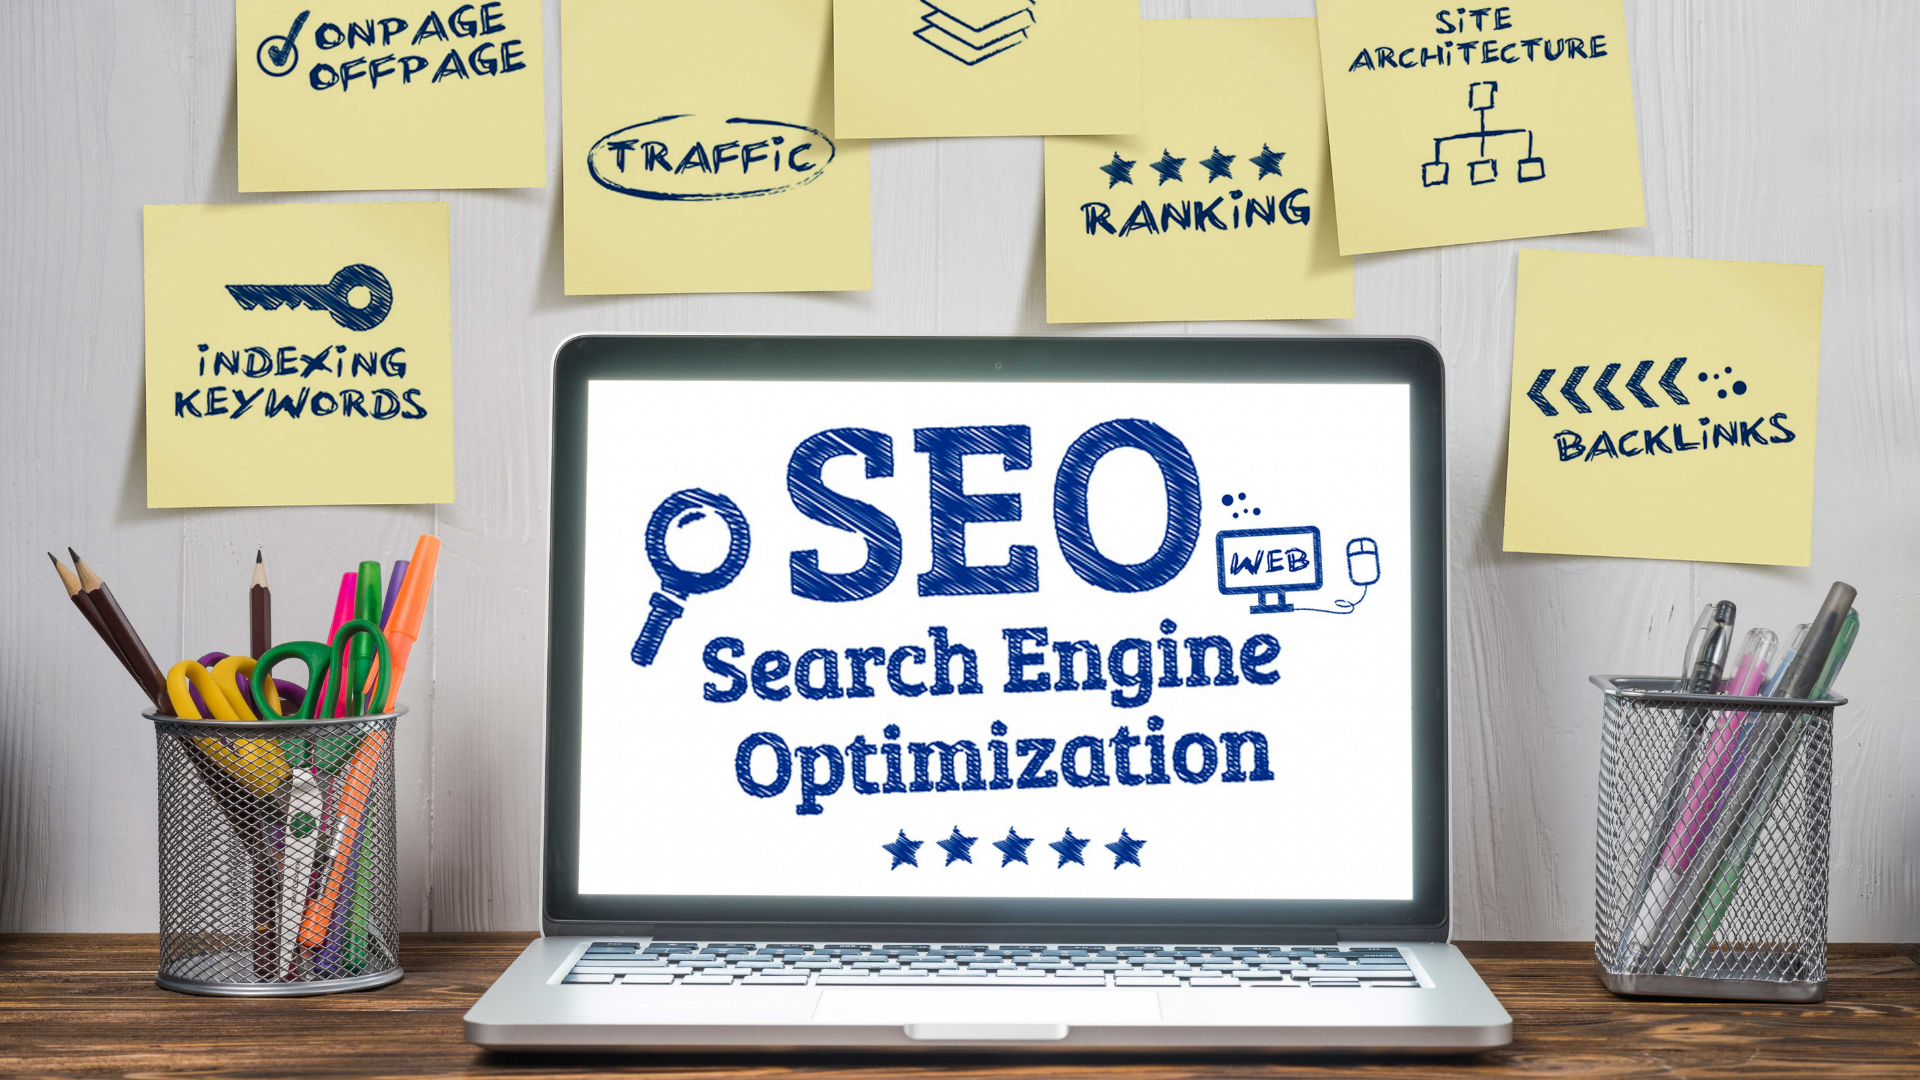 ONPAGE
OFFPAGE
TRAFFiC
RANKiNG
SiTE
ARCHiTECTURE
iNDEXiNG
KEYWORDS
BACKLiNKS
SEO
WEB
Search Engine
Optimization